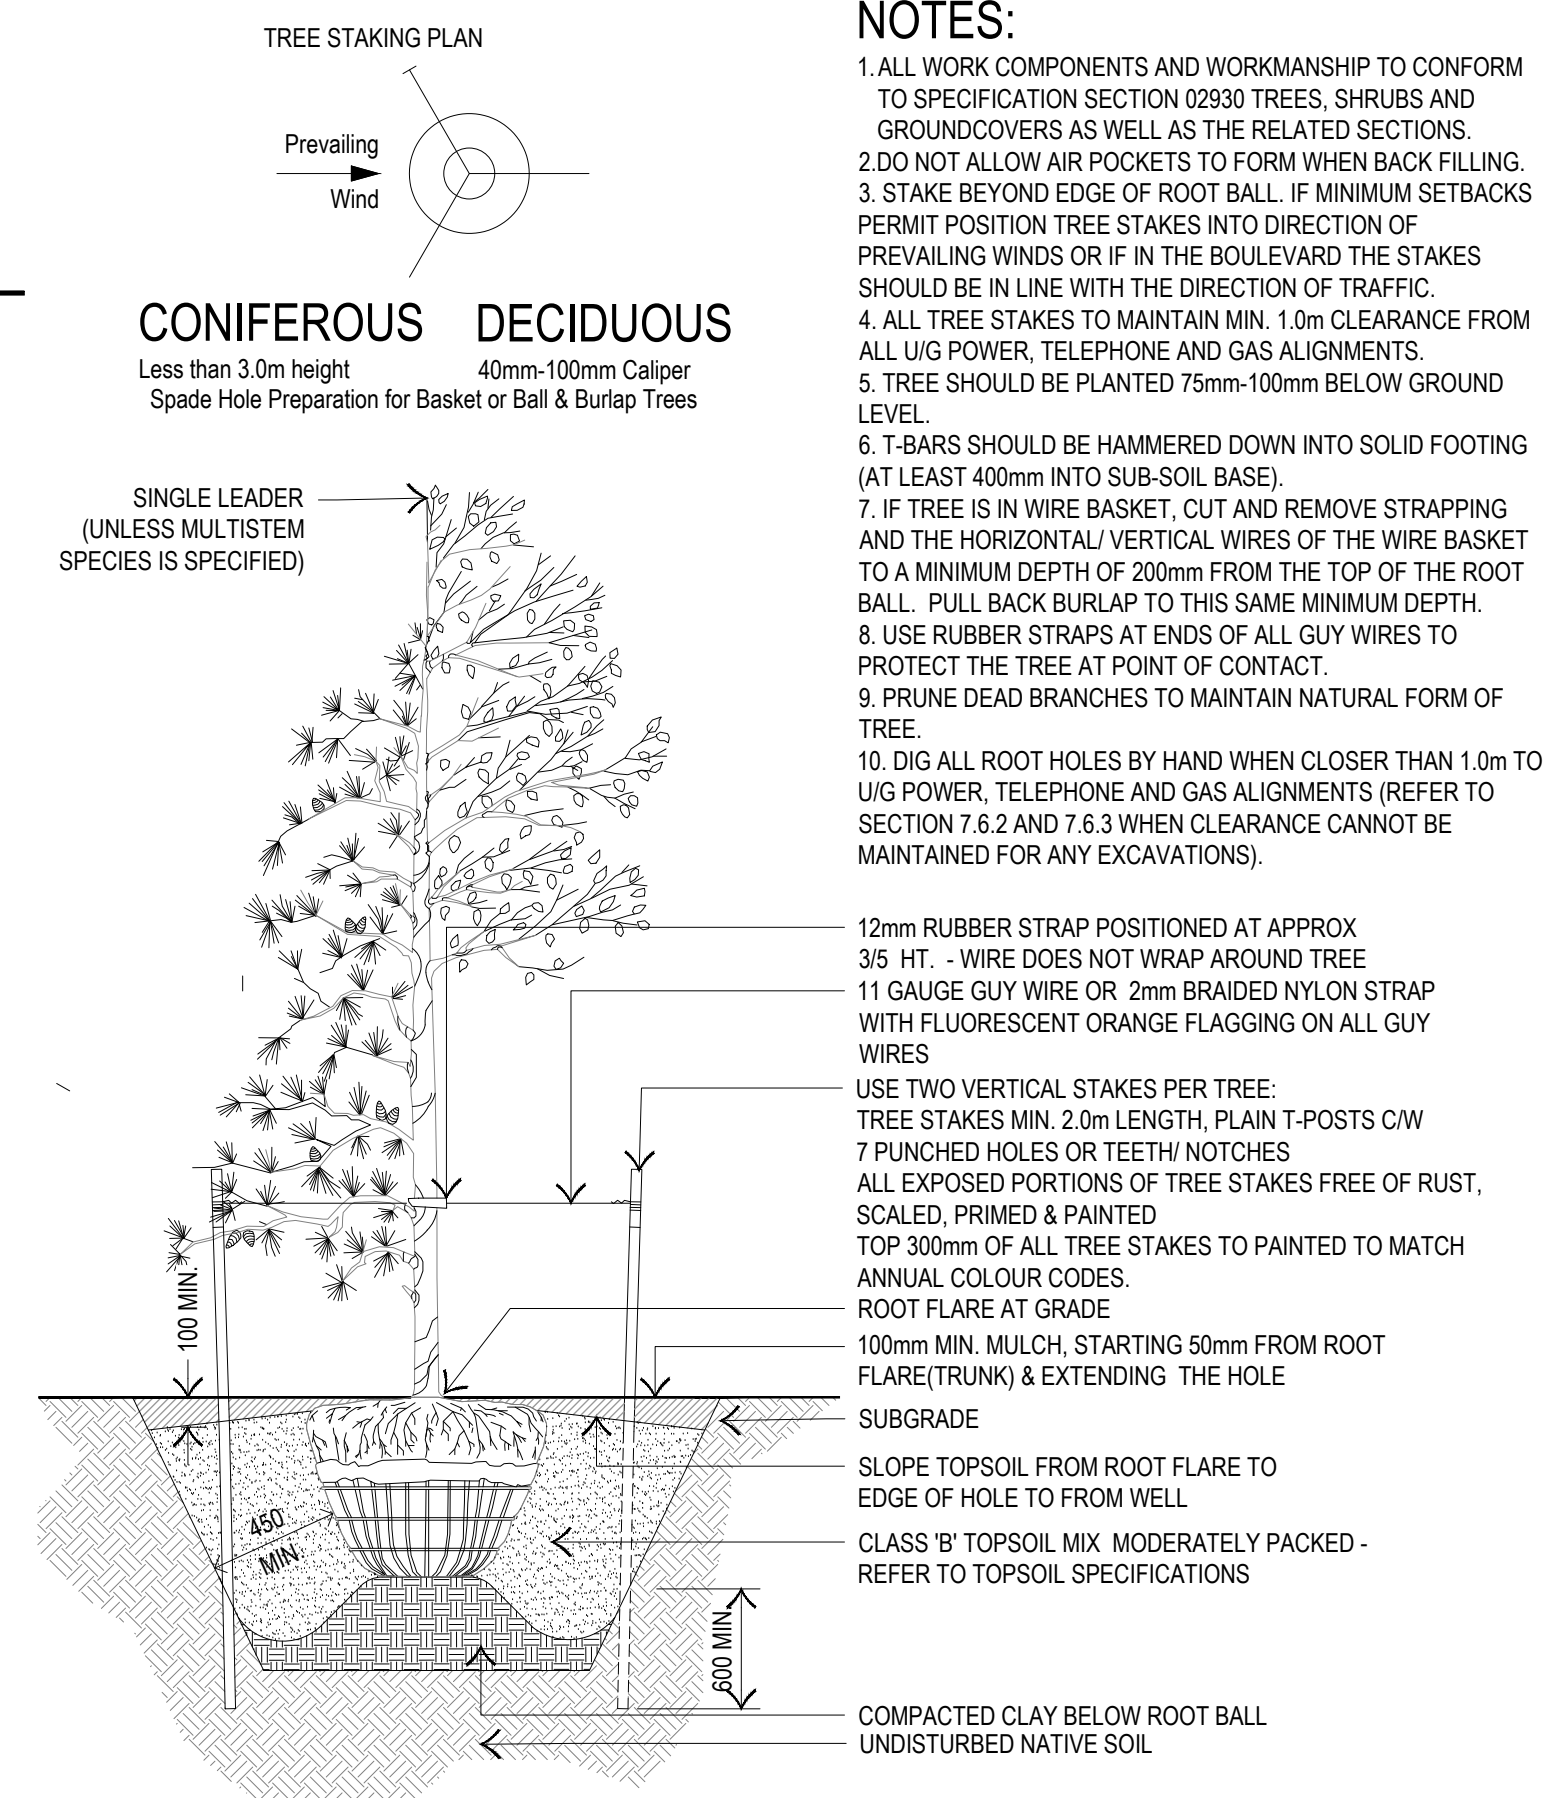 TREE STAKING PLAN
Prevailing
Wind
CONIFEROUS DECIDUOUS
Less than 3.0m height 40mm-100mm Caliper
Spade Hole Preparation for Basket or Ball & Burlap Trees
SINGLE LEADER
(UNLESS MULTISTEM
SPECIES IS SPECIFIED)
100 MIN.
450
MIN.
600 MIN.
NOTES:
1. ALL WORK COMPONENTS AND WORKMANSHIP TO CONFORM
TO SPECIFICATION SECTION 02930 TREES, SHRUBS AND
GROUNDCOVERS AS WELL AS THE RELATED SECTIONS.
2.DO NOT ALLOW AIR POCKETS TO FORM WHEN BACK FILLING.
3. STAKE BEYOND EDGE OF ROOT BALL. IF MINIMUM SETBACKS
PERMIT POSITION TREE STAKES INTO DIRECTION OF
PREVAILING WINDS OR IF IN THE BOULEVARD THE STAKES
SHOULD BE IN LINE WITH THE DIRECTION OF TRAFFIC.
4. ALL TREE STAKES TO MAINTAIN MIN. 1.0m CLEARANCE FROM
ALL U/G POWER, TELEPHONE AND GAS ALIGNMENTS.
5. TREE SHOULD BE PLANTED 75mm-100mm BELOW GROUND
LEVEL.
6. T-BARS SHOULD BE HAMMERED DOWN INTO SOLID FOOTING
(AT LEAST 400mm INTO SUB-SOIL BASE).
7. IF TREE IS IN WIRE BASKET, CUT AND REMOVE STRAPPING
AND THE HORIZONTAL/ VERTICAL WIRES OF THE WIRE BASKET
TO A MINIMUM DEPTH OF 200mm FROM THE TOP OF THE ROOT
BALL. PULL BACK BURLAP TO THIS SAME MINIMUM DEPTH.
8. USE RUBBER STRAPS AT ENDS OF ALL GUY WIRES TO
PROTECT THE TREE AT POINT OF CONTACT.
9. PRUNE DEAD BRANCHES TO MAINTAIN NATURAL FORM OF
TREE.
10. DIG ALL ROOT HOLES BY HAND WHEN CLOSER THAN 1.0m TO
U/G POWER, TELEPHONE AND GAS ALIGNMENTS (REFER TO
SECTION 7.6.2 AND 7.6.3 WHEN CLEARANCE CANNOT BE
MAINTAINED FOR ANY EXCAVATIONS).
12mm RUBBER STRAP POSITIONED AT APPROX
3/5 HT. - WIRE DOES NOT WRAP AROUND TREE
11 GAUGE GUY WIRE OR 2mm BRAIDED NYLON STRAP
WITH FLUORESCENT ORANGE FLAGGING ON ALL GUY
WIRES
USE TWO VERTICAL STAKES PER TREE:
TREE STAKES MIN. 2.0m LENGTH, PLAIN T-POSTS C/W
7 PUNCHED HOLES OR TEETH/ NOTCHES
ALL EXPOSED PORTIONS OF TREE STAKES FREE OF RUST,
SCALED, PRIMED & PAINTED
TOP 300mm OF ALL TREE STAKES TO PAINTED TO MATCH
ANNUAL COLOUR CODES.
ROOT FLARE AT GRADE
100mm MIN. MULCH, STARTING 50mm FROM ROOT
FLARE(TRUNK) & EXTENDING THE HOLE
SUBGRADE
SLOPE TOPSOIL FROM ROOT FLARE TO
EDGE OF HOLE TO FROM WELL
CLASS 'B' TOPSOIL MIX MODERATELY PACKED -
REFER TO TOPSOIL SPECIFICATIONS
COMPACTED CLAY BELOW ROOT BALL
UNDISTURBED NATIVE SOIL